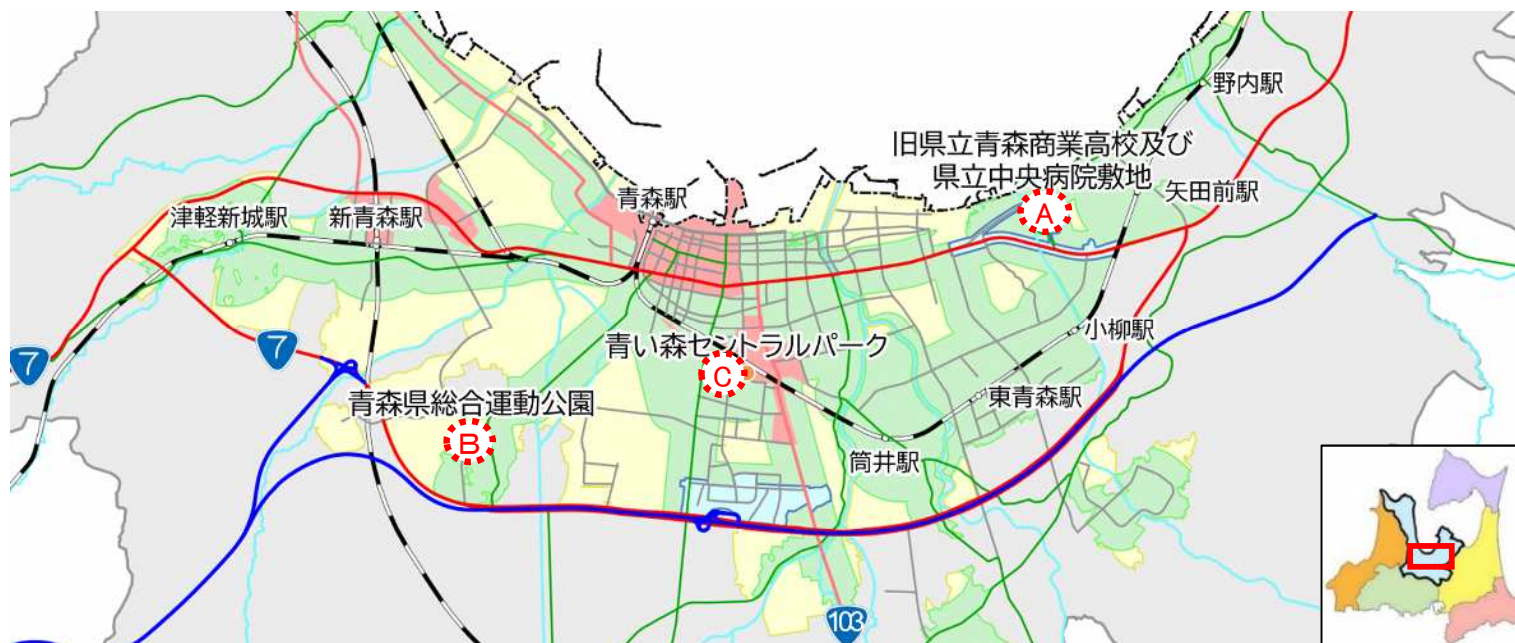 野内駅
旧県立青森商業高校及び
県立中央病院敷地
A
矢田前駅
青森駅
津軽新城駅
新青森駅
小柳駅
7
7
青い森セントラルパーク
C
青森県総合運動公園
B
東青森駅
筒井駅
103